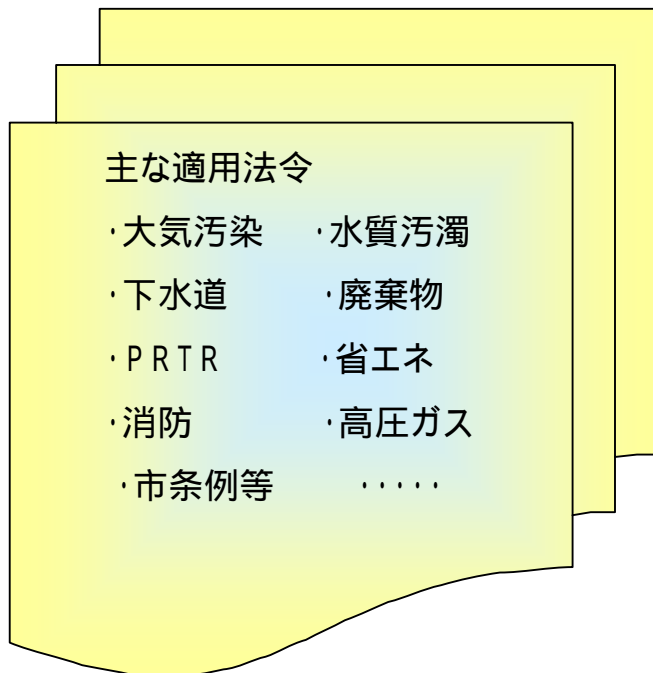 主な適用法令
・大気汚染　・水質汚濁
・下水道　・廃棄物
・ＰＲＴＲ　・省エネ
・消防　・高圧ガス
・市条例等　・・・・・